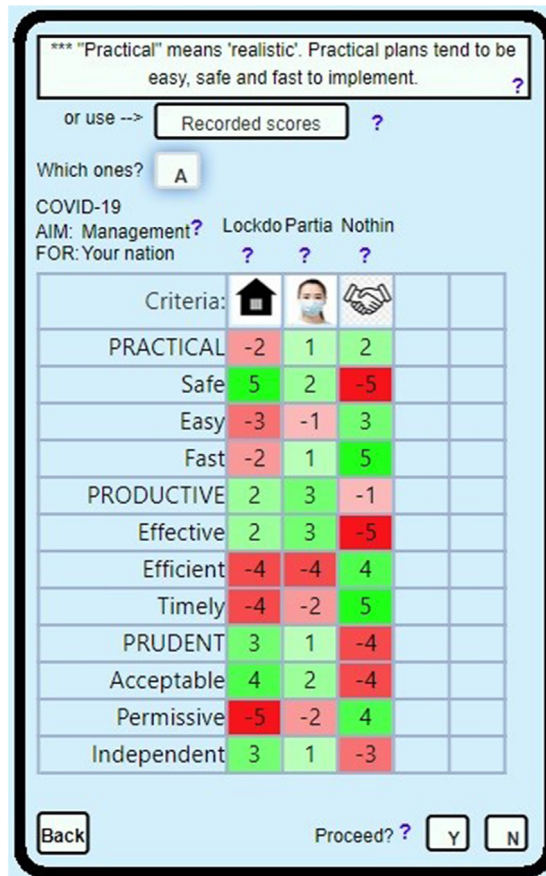 *** "Practical" means 'realistic'. Practical plans tend to be
easy, safe and fast to implement. ?
or use --> Recorded scores ?
Which ones? A
COVID-19
AIM: Management? Lockdo Partia Nothin
FOR: Your nation ? ? ?
Criteria:
PRACTICAL -2 1 2
Safe 5 2 -5
Easy -3 -1 3
Fast -2 1 5
PRODUCTIVE 2 3 -1
Effective 2 3 -5
Efficient -4 -4 4
Timely -4 -2 5
PRUDENT 3 1 -4
Acceptable 4 2 -4
Permissive -5 -2 4
Independent 3 1 -3
Back Proceed? ? Y N